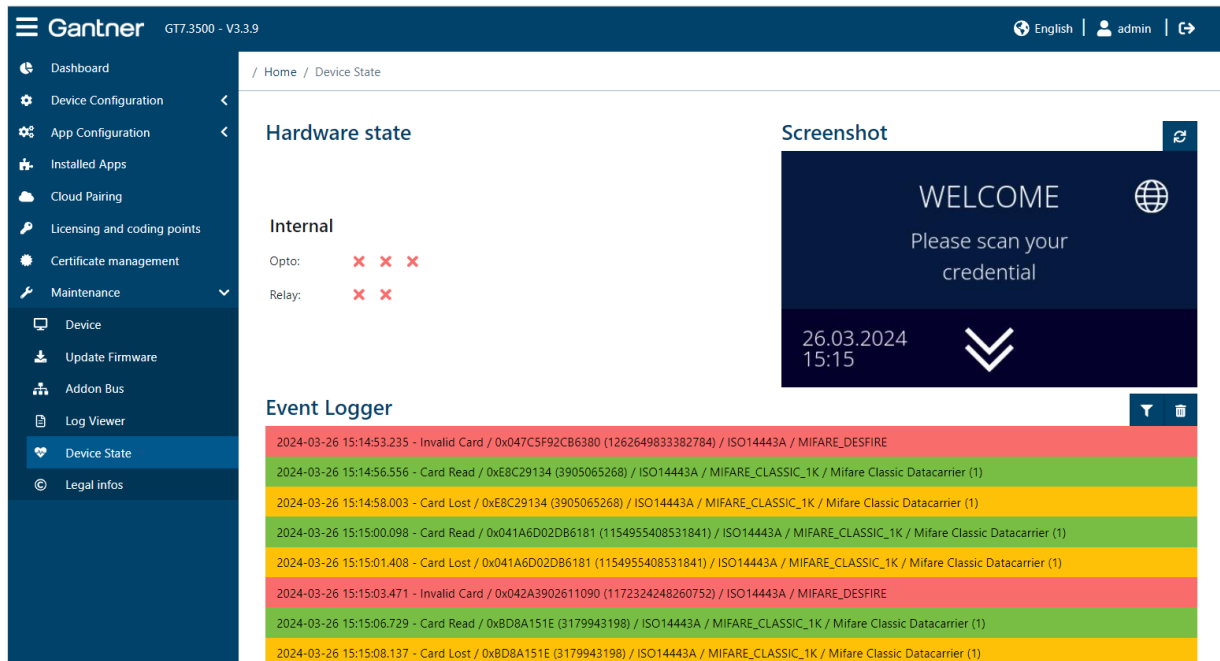 Gantner GT7.3500 - V3.3.9
English admin
Dashboard
Device Configuration
App Configuration
Installed Apps
Cloud Pairing
Licensing and coding points
Certificate management
Maintenance
Device
Update Firmware
Addon Bus
Log Viewer
Device State
Legal infos
/ Home / Device State
Hardware state
Internal
Opto:
Relay:
Screenshot
WELCOME
Please scan your
credential
26.03.2024
15:15
Event Logger
2024-03-26 15:14:53.235 - Invalid Card / 0x047C5F92CB6380 (1262649833382784) / ISO14443A / MIFARE_DESFIRE
2024-03-26 15:14:56.556 - Card Read / 0xE8C29134 (3905065268) / ISO14443A / MIFARE_CLASSIC_1K / Mifare Classic Datacarrier (1)
2024-03-26 15:14:58.003 - Card Lost / 0xE8C29134 (3905065268) / ISO14443A / MIFARE_CLASSIC_1K / Mifare Classic Datacarrier (1)
2024-03-26 15:15:00.098 - Card Read / 0x041A6D02DB6181 (1154955408531841) / ISO14443A / MIFARE_CLASSIC_1K / Mifare Classic Datacarrier (1)
2024-03-26 15:15:01.408 - Card Lost / 0x041A6D02DB6181 (1154955408531841) / ISO14443A / MIFARE_CLASSIC_1K / Mifare Classic Datacarrier (1)
2024-03-26 15:15:03.471 - Invalid Card / 0x042A3902611090 (1172324248260752) / ISO14443A / MIFARE_DESFIRE
2024-03-26 15:15:06.729 - Card Read / 0xBD8A151E (3179943198) / ISO14443A / MIFARE_CLASSIC_1K / Mifare Classic Datacarrier (1)
2024-03-26 15:15:08.137 - Card Lost / 0xBD8A151E (3179943198) / ISO14443A / MIFARE_CLASSIC_1K / Mifare Classic Datacarrier (1)